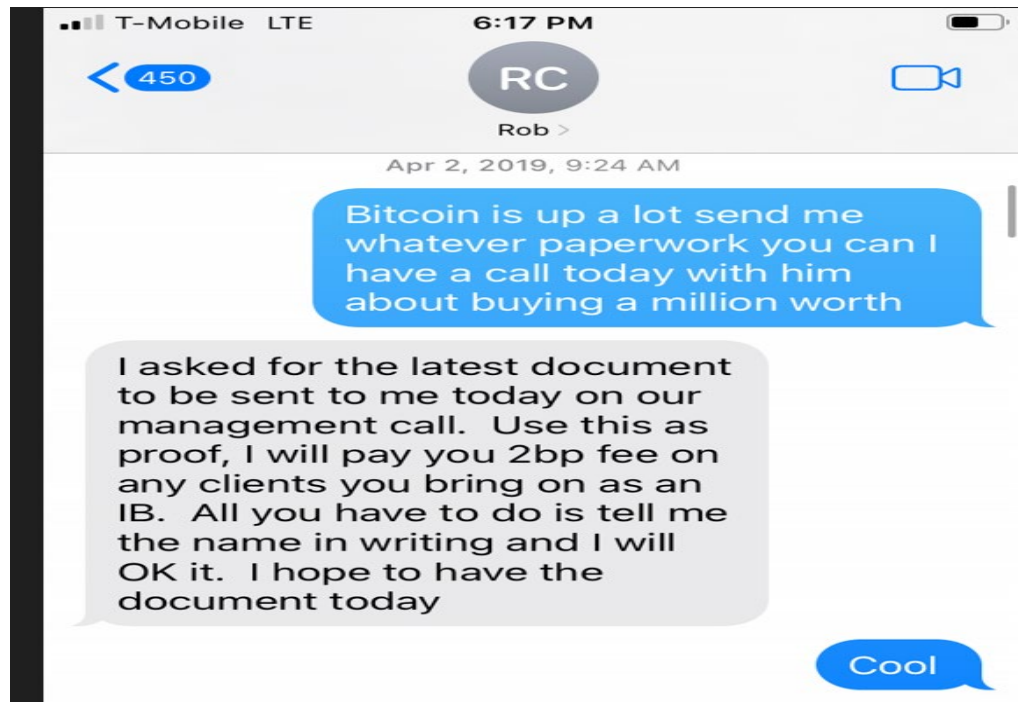 T-Mobile LTE 6:17 PM
450
RC
Rob >
Apr 2, 2019, 9:24 AM
Bitcoin is up a lot send me
whatever paperwork you can I
have a call today with him
about buying a million worth
I asked for the latest document
to be sent to me today on our
management call.  Use this as
proof, I will pay you 2bp fee on
any clients you bring on as an
IB.  All you have to do is tell me
the name in writing and I will
OK it.  I hope to have the
document today
Cool